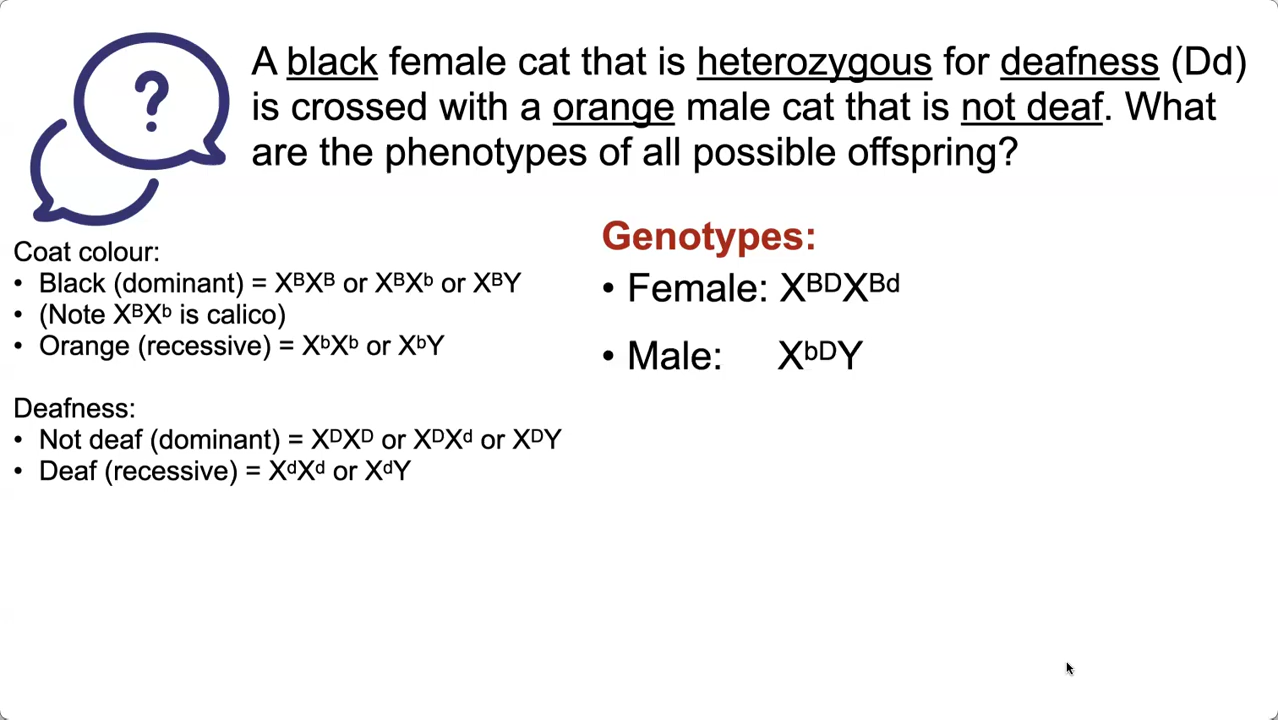 ?
A black female cat that is heterozygous for deafness (Dd)
is crossed with a orange male cat that is not deaf. What
are the phenotypes of all possible offspring?
Coat colour:
• Black (dominant) = XᴮXᴮ or XᴮXᵇ or XᴮY
• (Note XᴮXᵇ is calico)
• Orange (recessive) = XᵇXᵇ or XᵇY
Deafness:
• Not deaf (dominant) = XᴰXᴰ or XᴰXᵈ or XᴰY
• Deaf (recessive) = XᵈXᵈ or XᵈY
Genotypes:
• Female: XᴮᴰXᴮᵈ
• Male: XᵇᴰY